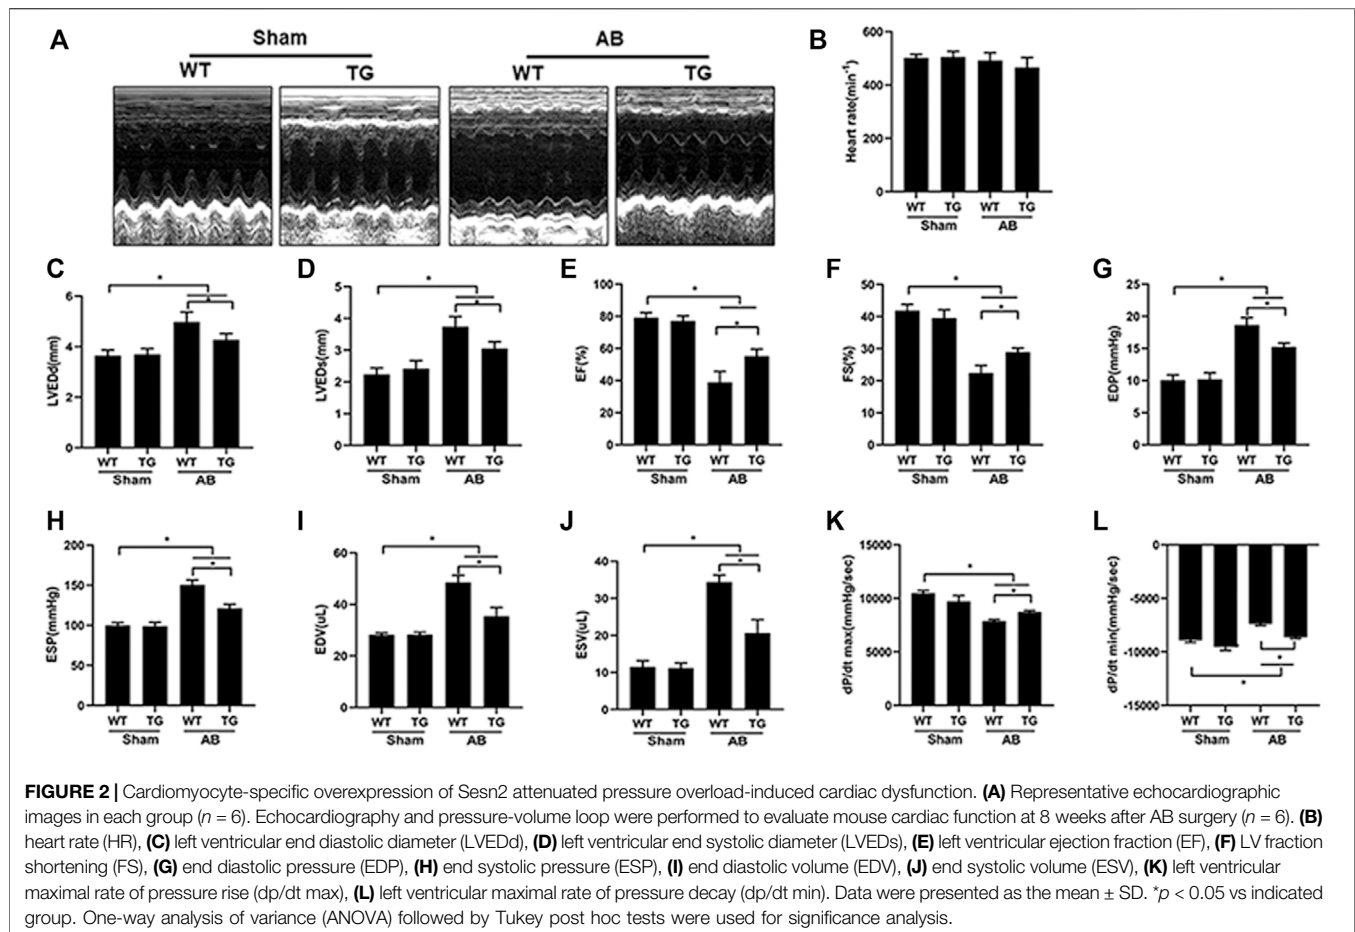 A
Sham
AB
WT
TG
WT
TG
B
Heart rate(min⁻¹)
600
400
200
0
WT
TG
WT
TG
Sham
AB
C
LVEDd(mm)
6
4
2
0
*
*
WT
TG
WT
TG
Sham
AB
D
LVEDs(mm)
5
4
3
2
1
0
*
*
WT
TG
WT
TG
Sham
AB
E
EF(%)
100
80
60
40
20
0
*
*
WT
TG
WT
TG
Sham
AB
F
FS(%)
50
40
30
20
10
0
*
*
WT
TG
WT
TG
Sham
AB
G
EDP(mmHg)
25
20
15
10
5
0
*
*
WT
TG
WT
TG
Sham
AB
H
ESP(mmHg)
200
150
100
50
0
*
*
WT
TG
WT
TG
Sham
AB
I
EDV(uL)
60
40
20
0
*
*
WT
TG
WT
TG
Sham
AB
J
ESV(uL)
40
30
20
10
0
*
*
WT
TG
WT
TG
Sham
AB
K
dP/dt max(mmHg/sec)
15000
10000
5000
0
*
*
WT
TG
WT
TG
Sham
AB
L
dP/dt min(mmHg/sec)
0
-5000
-10000
-15000
*
*
WT
TG
WT
TG
Sham
AB
FIGURE 2 | Cardiomyocyte-specific overexpression of Sesn2 attenuated pressure overload-induced cardiac dysfunction. (A) Representative echocardiographic
images in each group (n = 6). Echocardiography and pressure-volume loop were performed to evaluate mouse cardiac function at 8 weeks after AB surgery (n = 6). (B)
heart rate (HR), (C) left ventricular end diastolic diameter (LVEDd), (D) left ventricular end systolic diameter (LVEDs), (E) left ventricular ejection fraction (EF), (F) LV fraction
shortening (FS), (G) end diastolic pressure (EDP), (H) end systolic pressure (ESP), (I) end diastolic volume (EDV), (J) end systolic volume (ESV), (K) left ventricular
maximal rate of pressure rise (dp/dt max), (L) left ventricular maximal rate of pressure decay (dp/dt min). Data were presented as the mean ± SD. *p < 0.05 vs indicated
group. One-way analysis of variance (ANOVA) followed by Tukey post hoc tests were used for significance analysis.